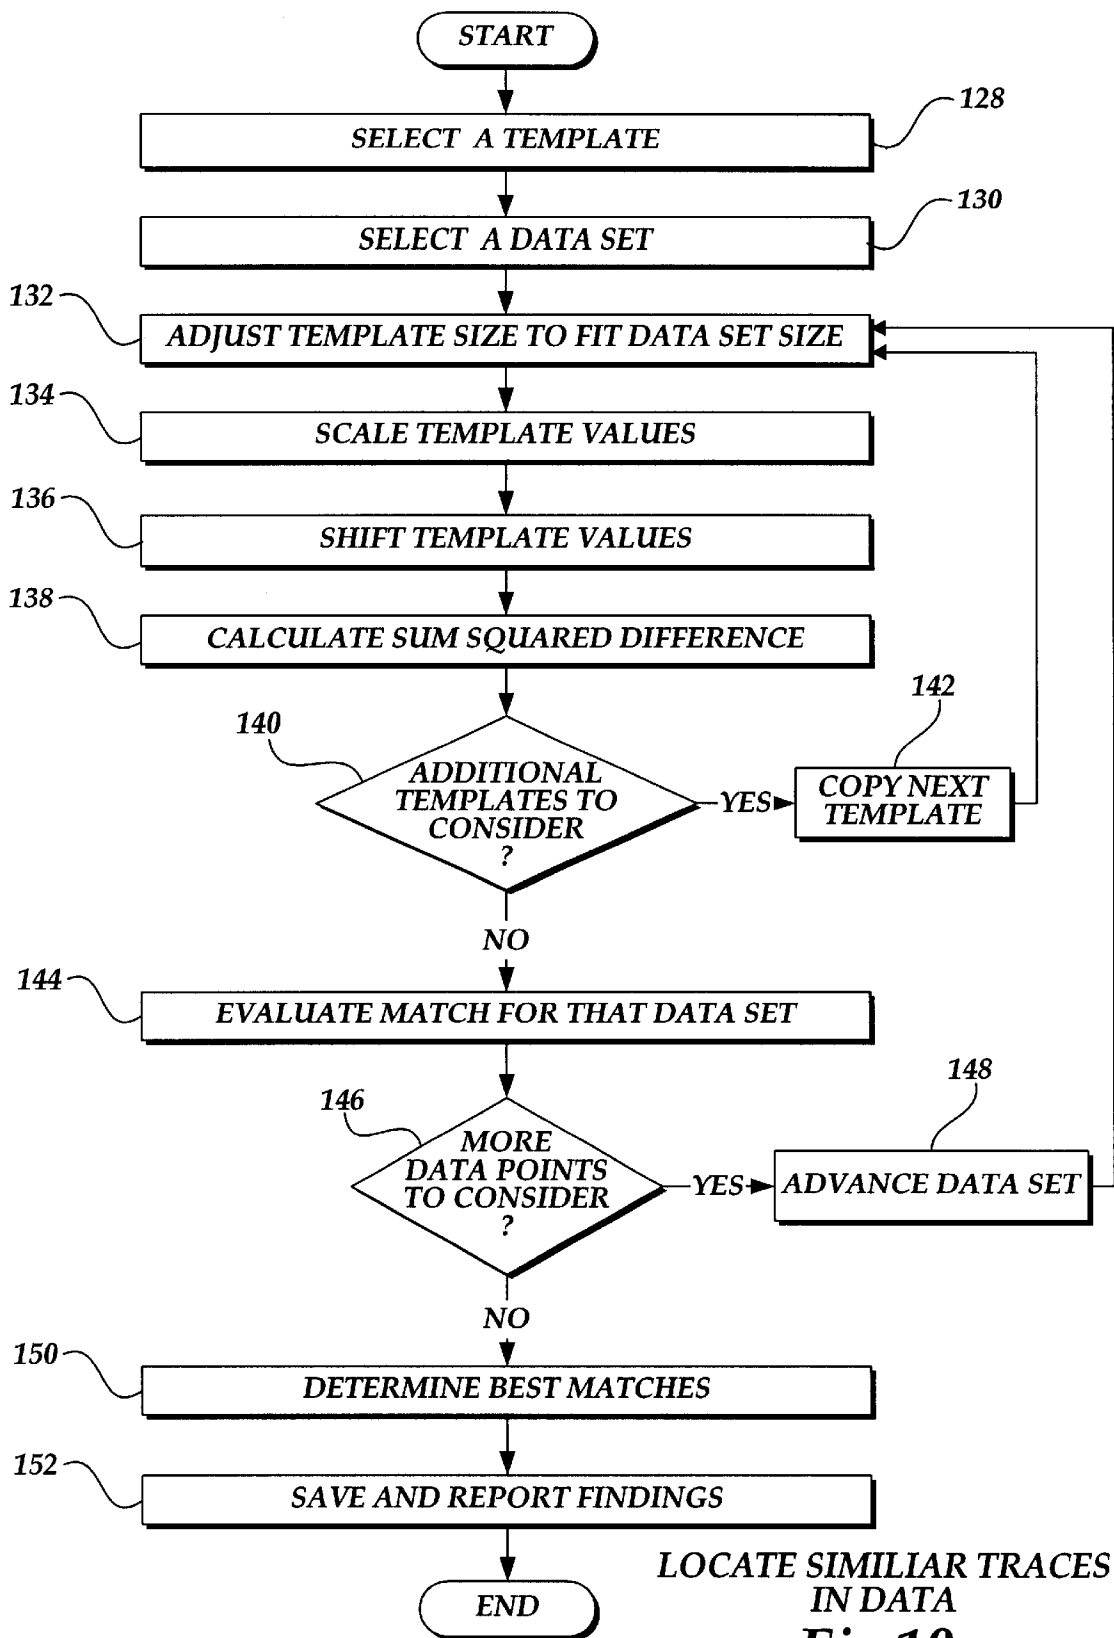 START
128
SELECT A TEMPLATE
130
SELECT A DATA SET
132
ADJUST TEMPLATE SIZE TO FIT DATA SET SIZE
134
SCALE TEMPLATE VALUES
136
SHIFT TEMPLATE VALUES
138
CALCULATE SUM SQUARED DIFFERENCE
140
ADDITIONAL
TEMPLATES TO
CONSIDER
?
YES
142
COPY NEXT
TEMPLATE
NO
144
EVALUATE MATCH FOR THAT DATA SET
146
MORE
DATA POINTS
TO CONSIDER
?
YES
148
ADVANCE DATA SET
NO
150
DETERMINE BEST MATCHES
152
SAVE AND REPORT FINDINGS
END
LOCATE SIMILIAR TRACES
IN DATA